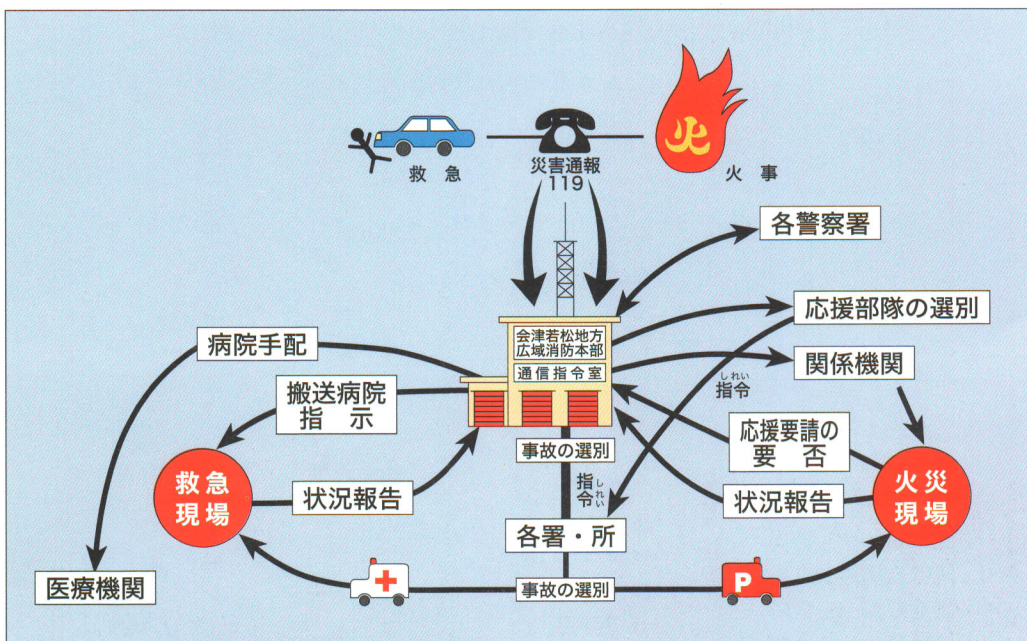 火
救急
災害通報
119
火事
各警察署
会津若松地方
広域消防本部
通信指令室
応援部隊の選別
病院手配
関係機関
しれい
指令
搬送病院
指示
応援要請の
要否
事故の選別
救急
現場
状況報告
指令
しれい
状況報告
火災
現場
各署・所
医療機関
事故の選別
P